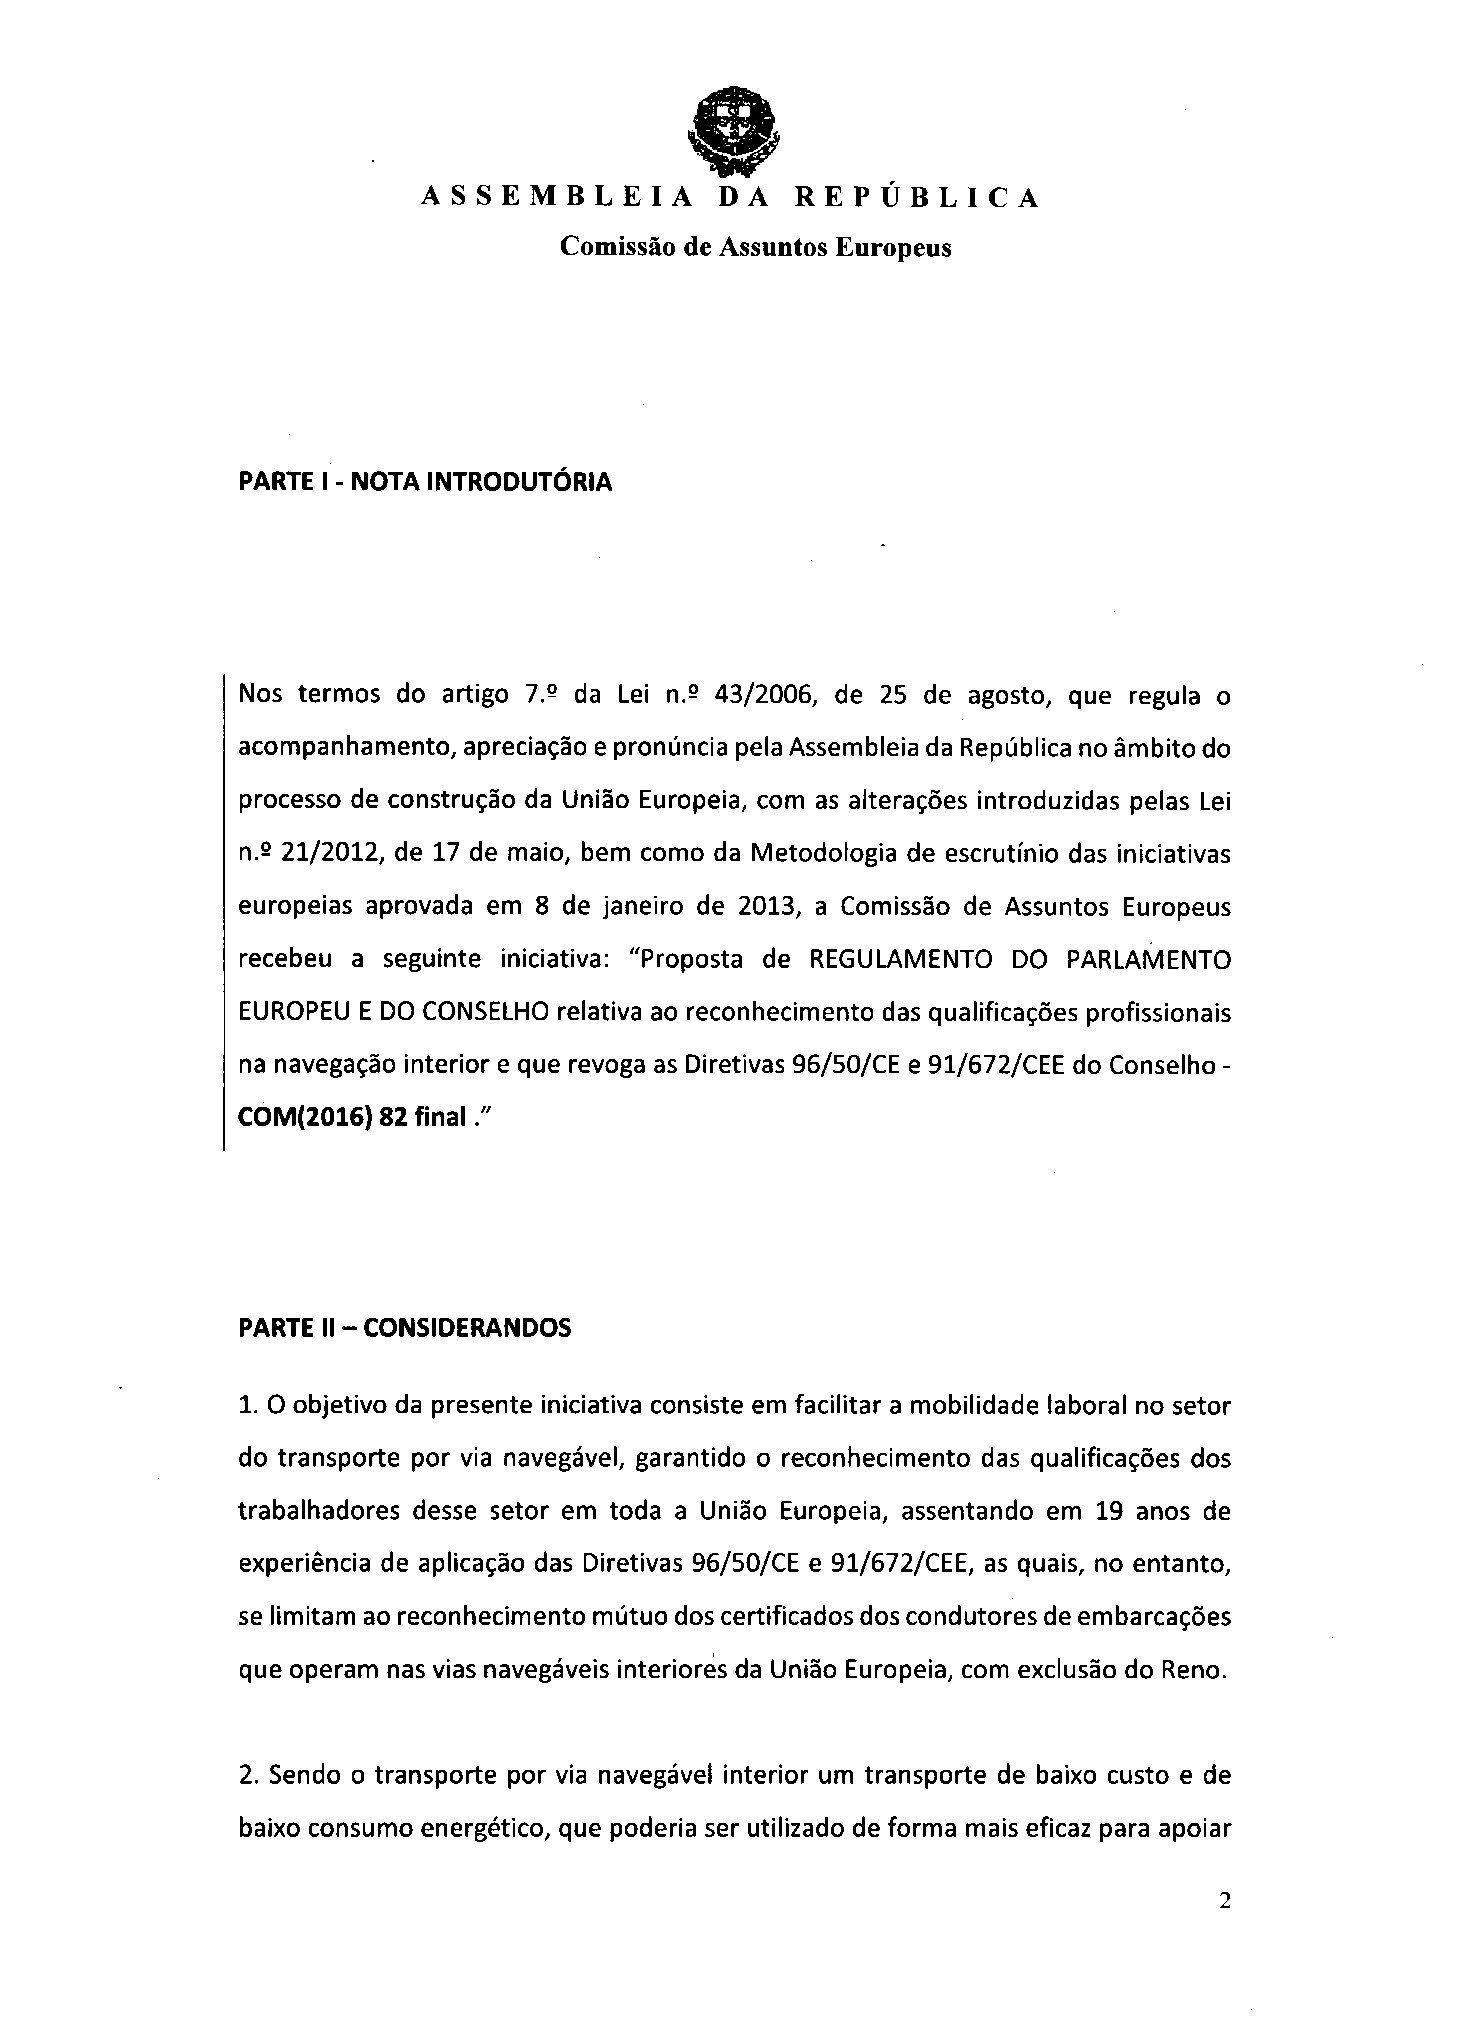 ASSEMBLEIA DA REPÚBLICA
Comissão de Assuntos Europeus
PARTE I - NOTA INTRODUTÓRIA
Nos termos do artigo 7.º da Lei n.º 43/2006, de 25 de agosto, que regula o
acompanhamento, apreciação e pronúncia pela Assembleia da República no âmbito do
processo de construção da União Europeia, com as alterações introduzidas pelas Lei
n.º 21/2012, de 17 de maio, bem como da Metodologia de escrutínio das iniciativas
europeias aprovada em 8 de janeiro de 2013, a Comissão de Assuntos Europeus
recebeu a seguinte iniciativa: "Proposta de REGULAMENTO DO PARLAMENTO
EUROPEU E DO CONSELHO relativa ao reconhecimento das qualificações profissionais
na navegação interior e que revoga as Diretivas 96/50/CE e 91/672/CEE do Conselho -
COM(2016) 82 final ."
PARTE II – CONSIDERANDOS
1. O objetivo da presente iniciativa consiste em facilitar a mobilidade laboral no setor
do transporte por via navegável, garantido o reconhecimento das qualificações dos
trabalhadores desse setor em toda a União Europeia, assentando em 19 anos de
experiência de aplicação das Diretivas 96/50/CE e 91/672/CEE, as quais, no entanto,
se limitam ao reconhecimento mútuo dos certificados dos condutores de embarcações
que operam nas vias navegáveis interiores da União Europeia, com exclusão do Reno.
2. Sendo o transporte por via navegável interior um transporte de baixo custo e de
baixo consumo energético, que poderia ser utilizado de forma mais eficaz para apoiar
2